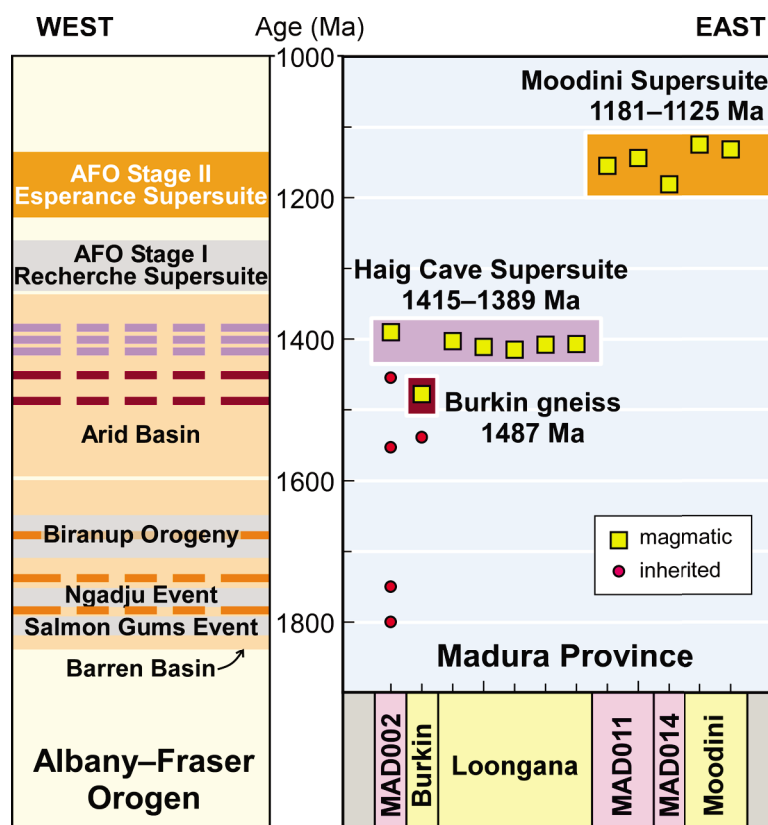 WEST
Age (Ma)
EAST
1000
1200
1400
1600
1800
AFO Stage II
Esperance Supersuite
AFO Stage I
Recherche Supersuite
Arid Basin
Biranup Orogeny
Ngadju Event
Salmon Gums Event
Barren Basin
Albany–Fraser
Orogen
Moodini Supersuite
1181–1125 Ma
Haig Cave Supersuite
1415–1389 Ma
Burkin gneiss
1487 Ma
magmatic
inherited
Madura Province
MAD002
Burkin
Loongana
MAD011
MAD014
Moodini